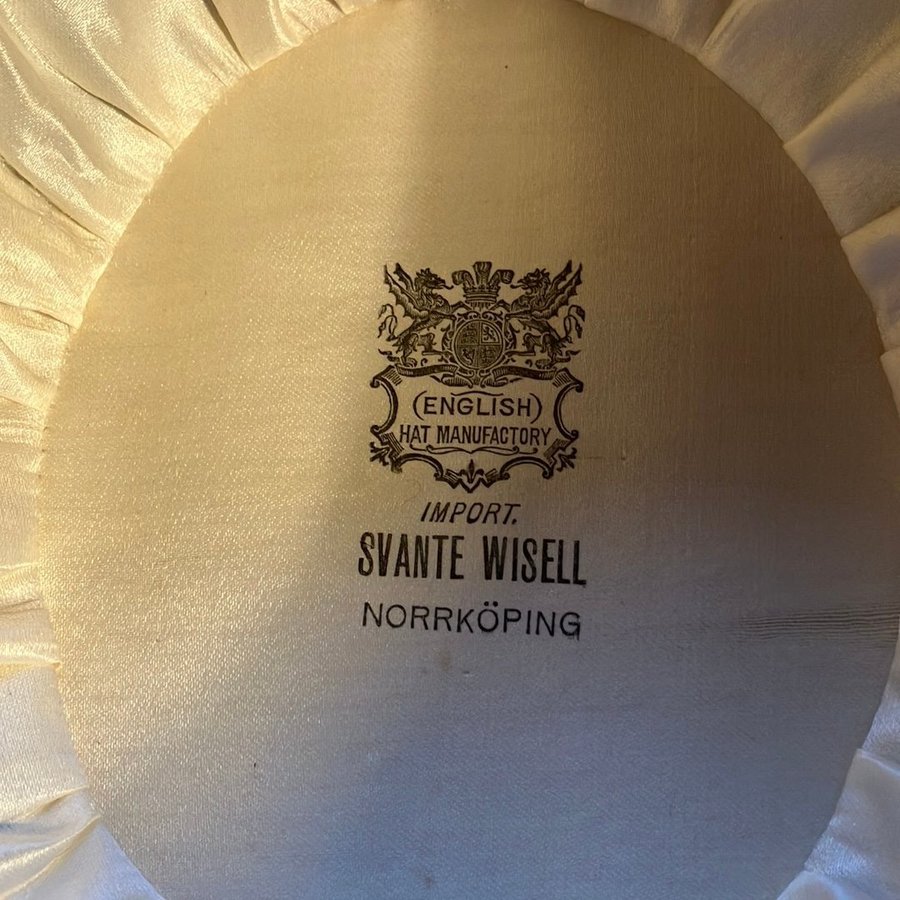 (ENGLISH)
HAT MANUFACTORY
IMPORT.
SVANTE WISELL
NORRKÖPING